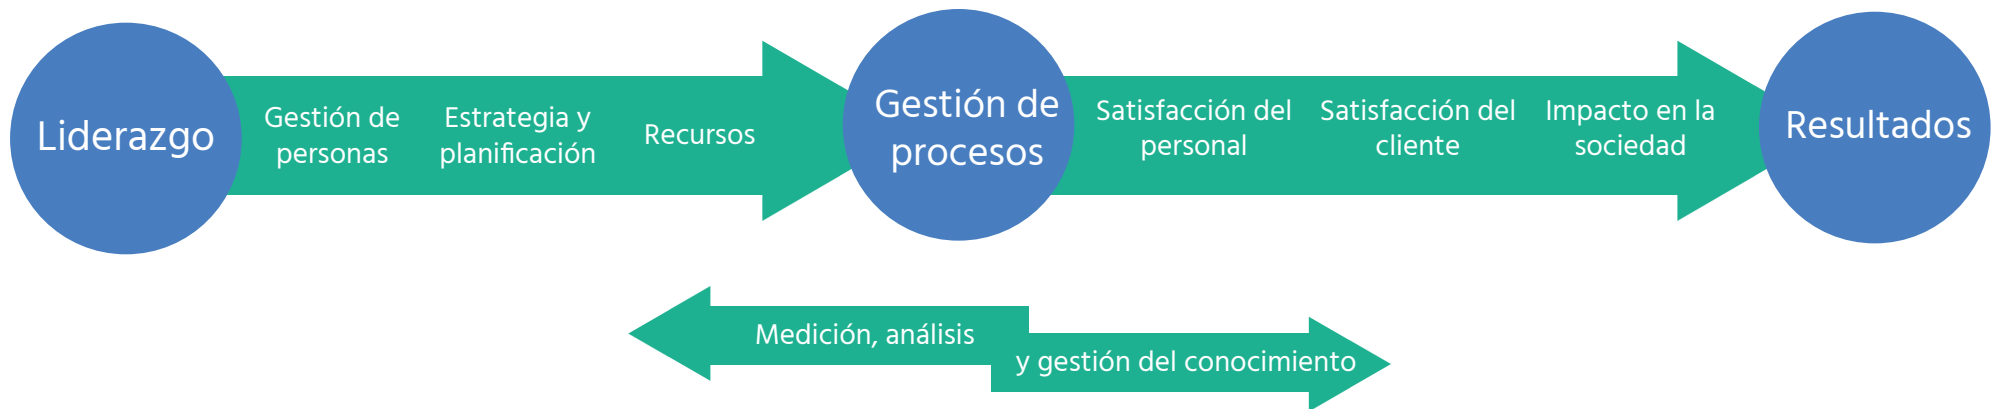 Liderazgo
Gestión de
personas
Estrategia y
planificación
Recursos
Gestión de
procesos
Satisfacción del
personal
Satisfacción del
cliente
Impacto en la
sociedad
Resultados
Medición, análisis
y gestión del conocimiento